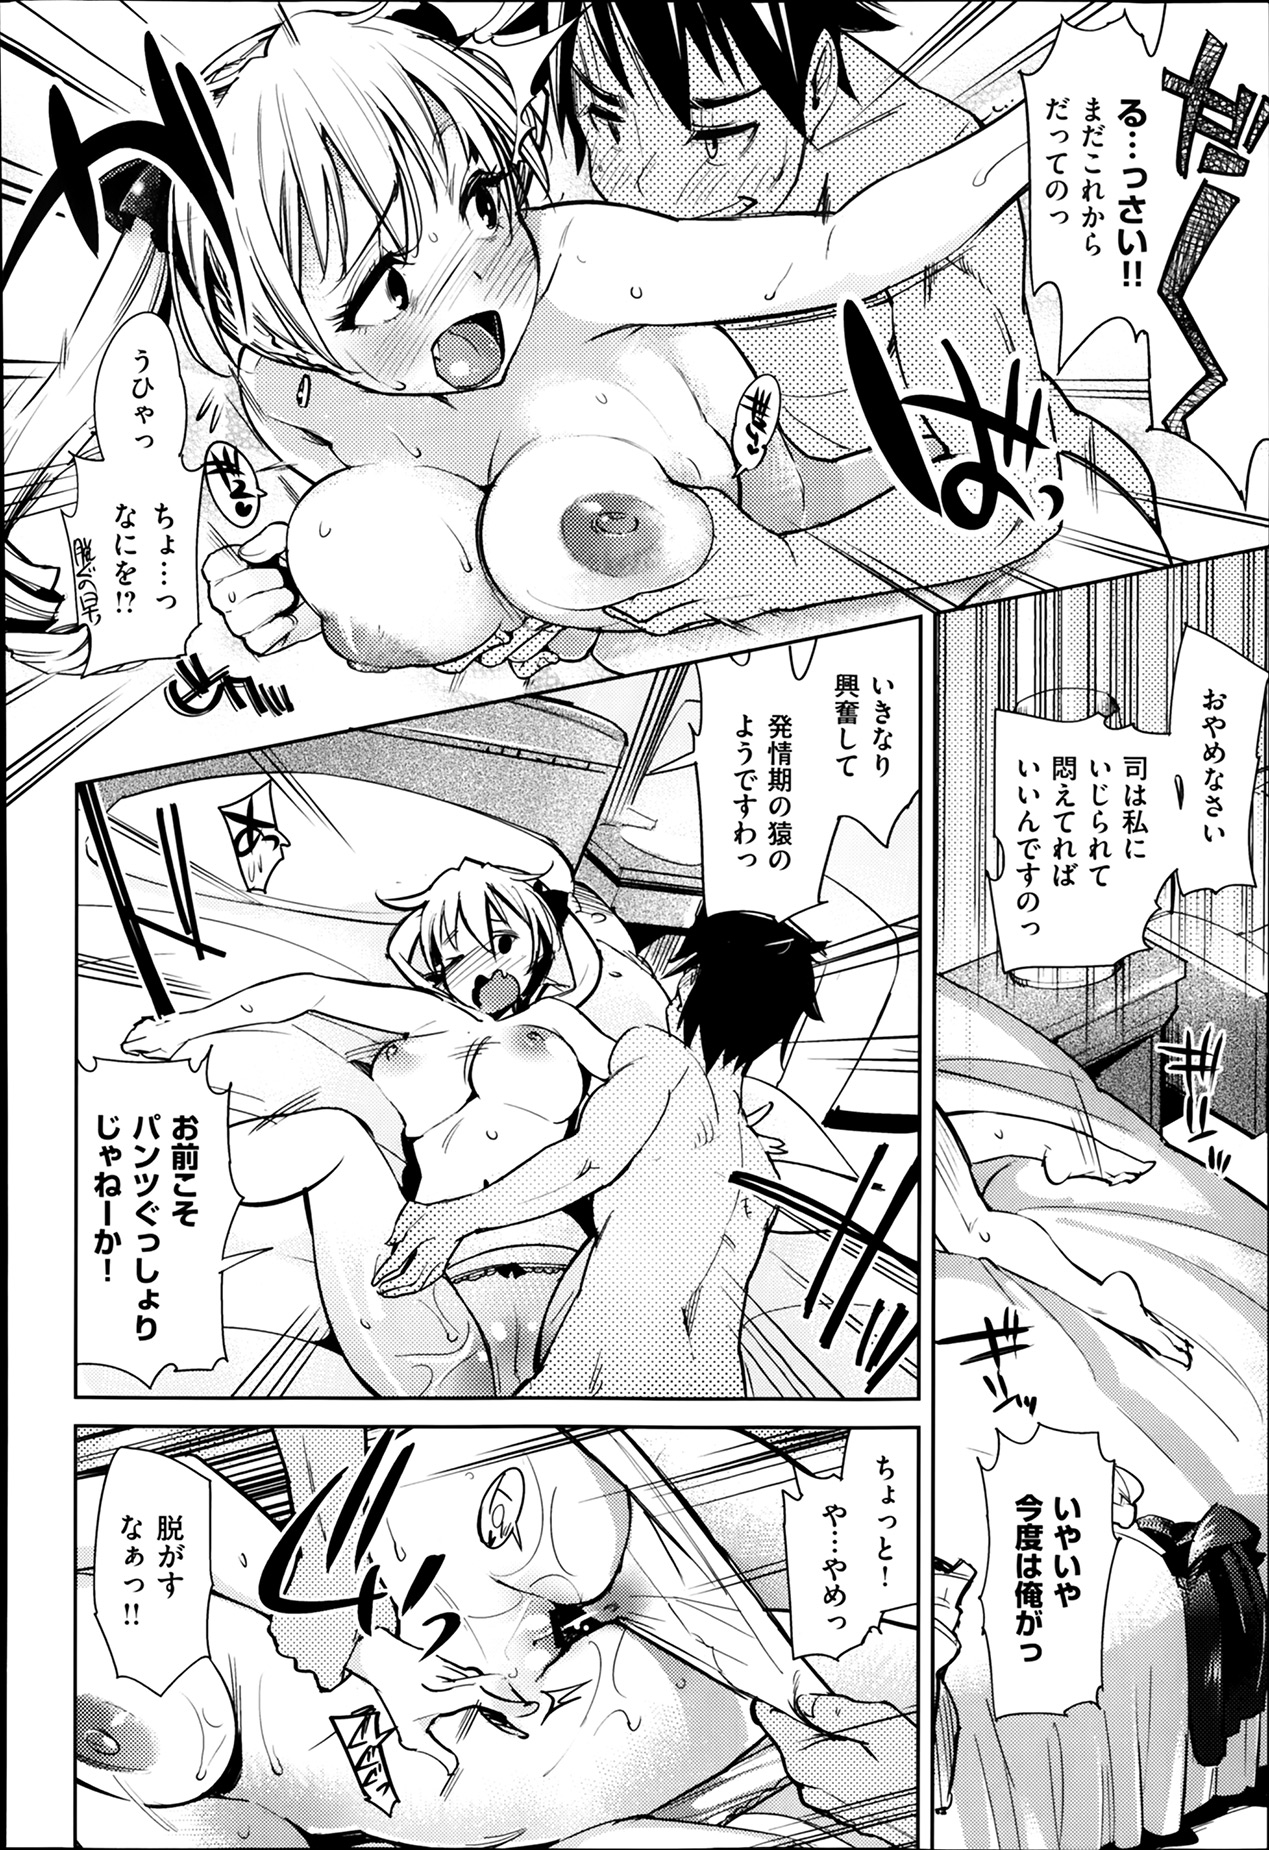 る…っさい!!
まだこれから
だってのっ
うひゃっ
ちょ…っ
なにを!?
脱ぐの早っ
おやめなさい
司は私に
いじられて
悶えてれば
いいんですのっ
いやいや
今度は俺がっ
いきなり
興奮して
発情期の猿の
ようですわっ
お前こそ
パンツぐっしょり
じゃねーか!
ちょっと!
や…やめっ
脱がす
なぁっ!!